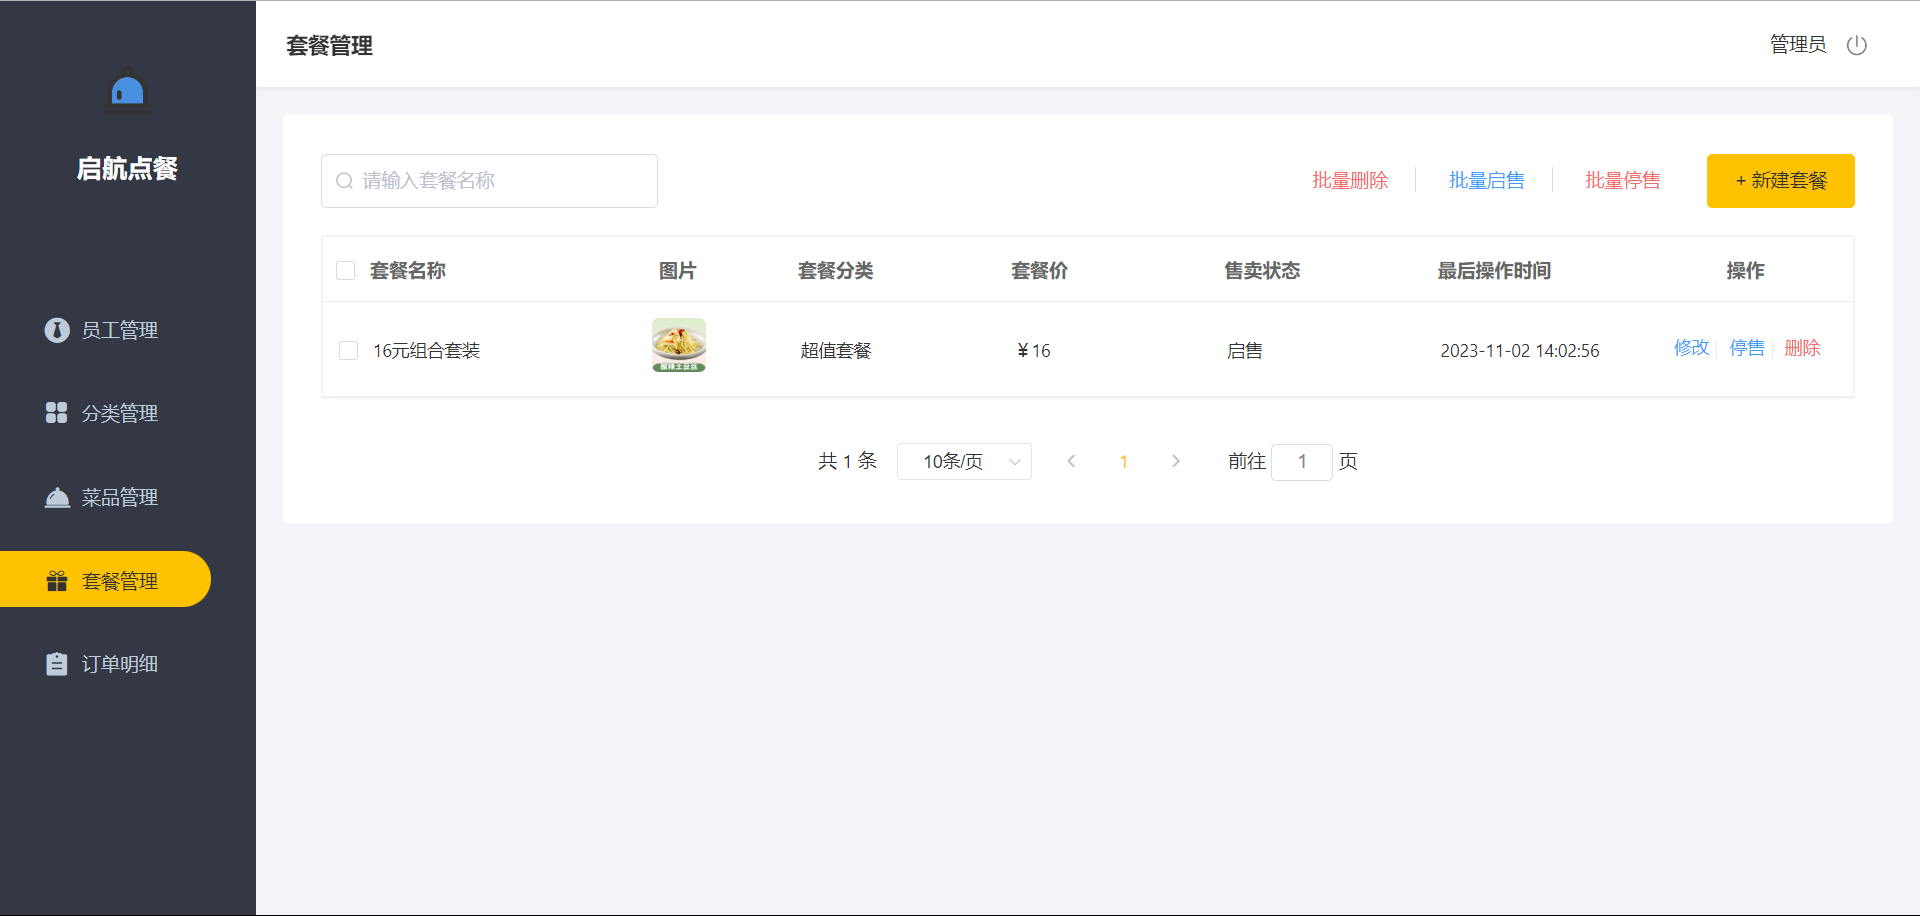 套餐管理
管理员
启航点餐
员工管理
分类管理
菜品管理
套餐管理
订单明细
请输入套餐名称
批量删除 批量启售 批量停售 + 新建套餐
套餐名称 图片 套餐分类 套餐价 售卖状态 最后操作时间 操作
16元组合套装 酸辣土豆丝 超值套餐 ¥ 16 启售 2023-11-02 14:02:56 修改 停售 删除
共 1 条 10条/页 1 前往 1 页